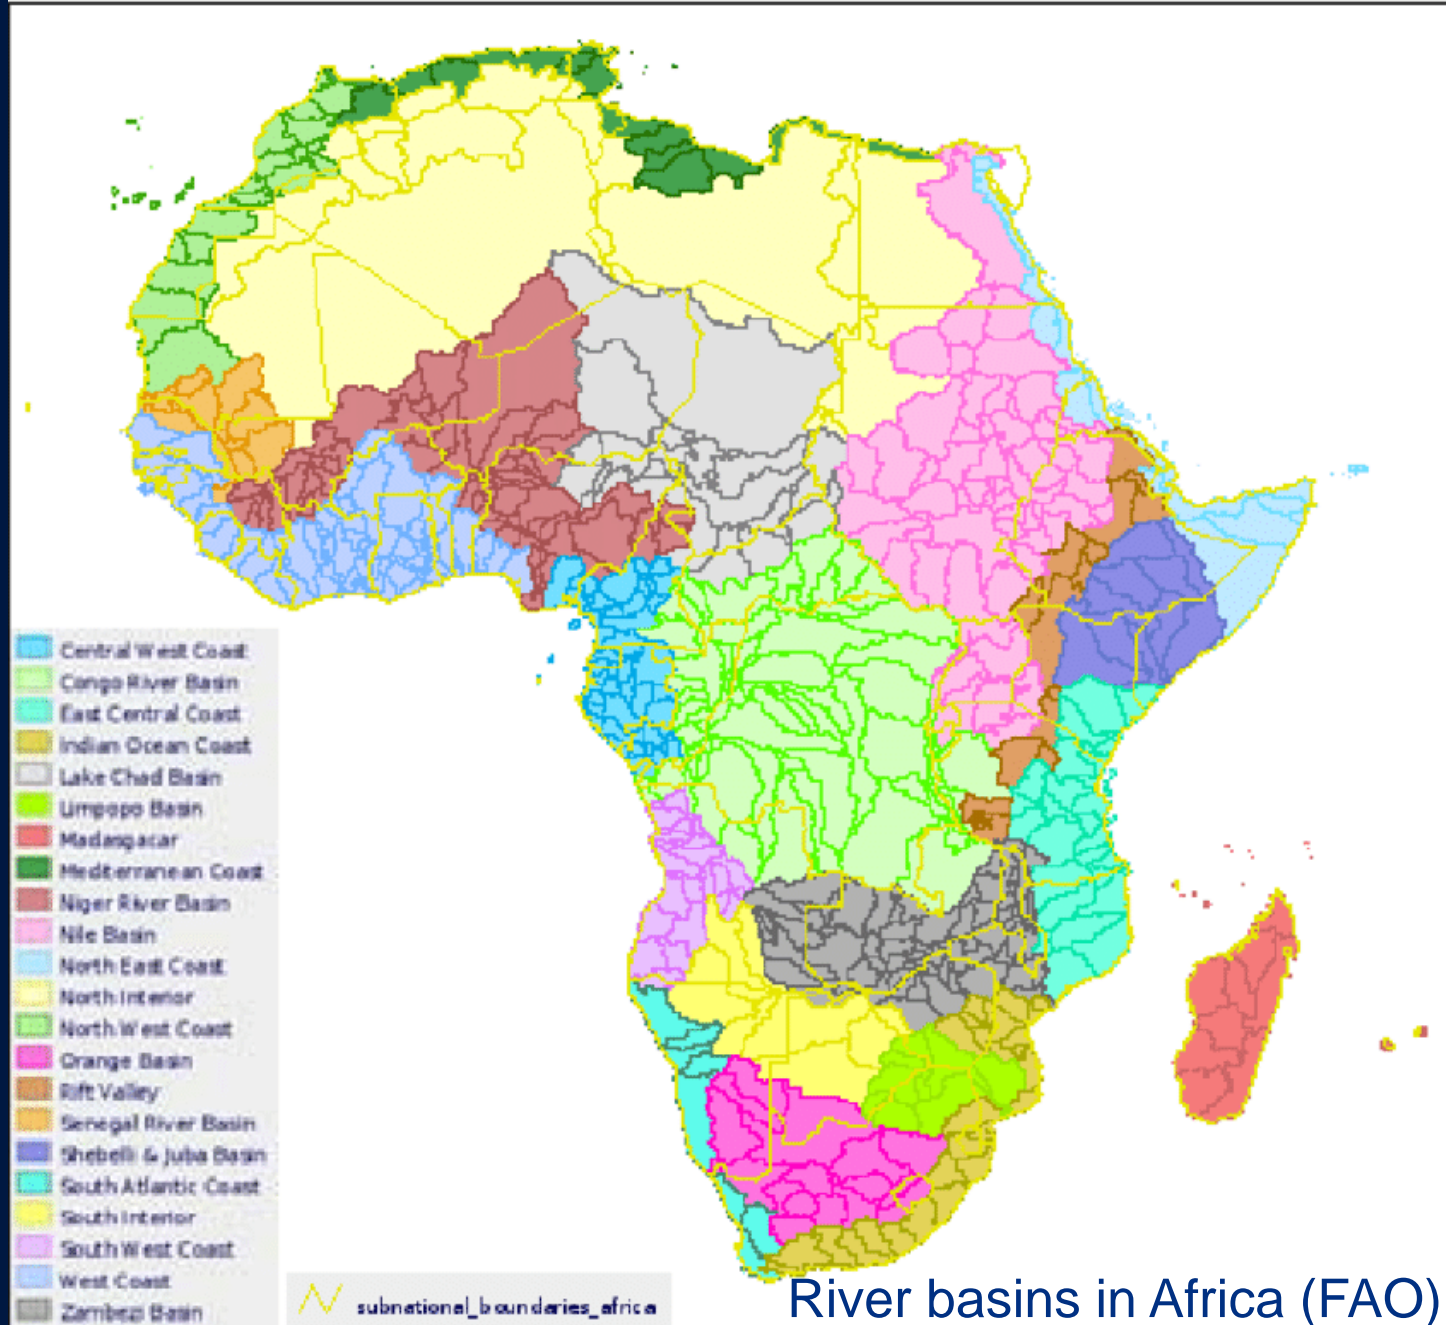 Central West Coast
Congo River Basin
East Central Coast
Indian Ocean Coast
Lake Chad Basin
Limpopo Basin
Madasgacar
Mediterranean Coast
Niger River Basin
Nile Basin
North East Coast
North Interior
North West Coast
Orange Basin
Rift Valley
Senegal River Basin
Shebelli & Juba Basin
South Atlantic Coast
South Interior
South West Coast
West Coast
Zambezi Basin
subnational_boundaries_africa
River basins in Africa (FAO)